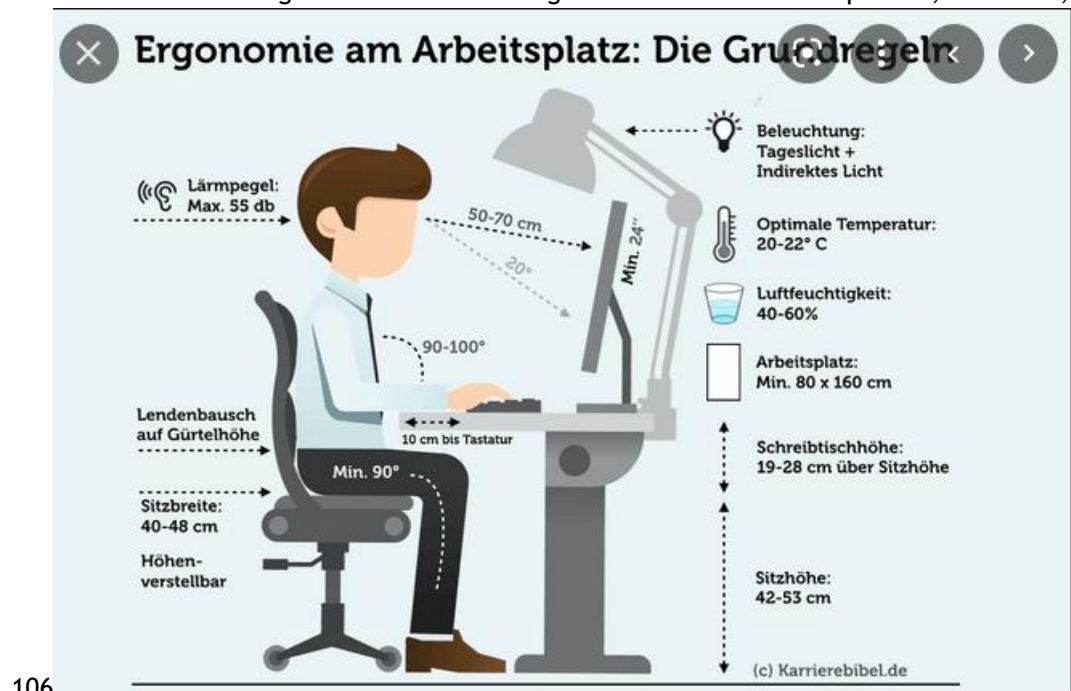 Ergonomie am Arbeitsplatz: Die Grundregeln
Lärmpegel:
Max. 55 db
50-70 cm
20°
Min. 24"
90-100°
Lendenbausch
auf Gürtelhöhe
10 cm bis Tastatur
Min. 90°
Sitzbreite:
40-48 cm
Höhen-
verstellbar
Beleuchtung:
Tageslicht +
Indirektes Licht
Optimale Temperatur:
20-22° C
Luftfeuchtigkeit:
40-60%
Arbeitsplatz:
Min. 80 x 160 cm
Schreibtischhöhe:
19-28 cm über Sitzhöhe
Sitzhöhe:
42-53 cm
(c) Karrierebibel.de
106